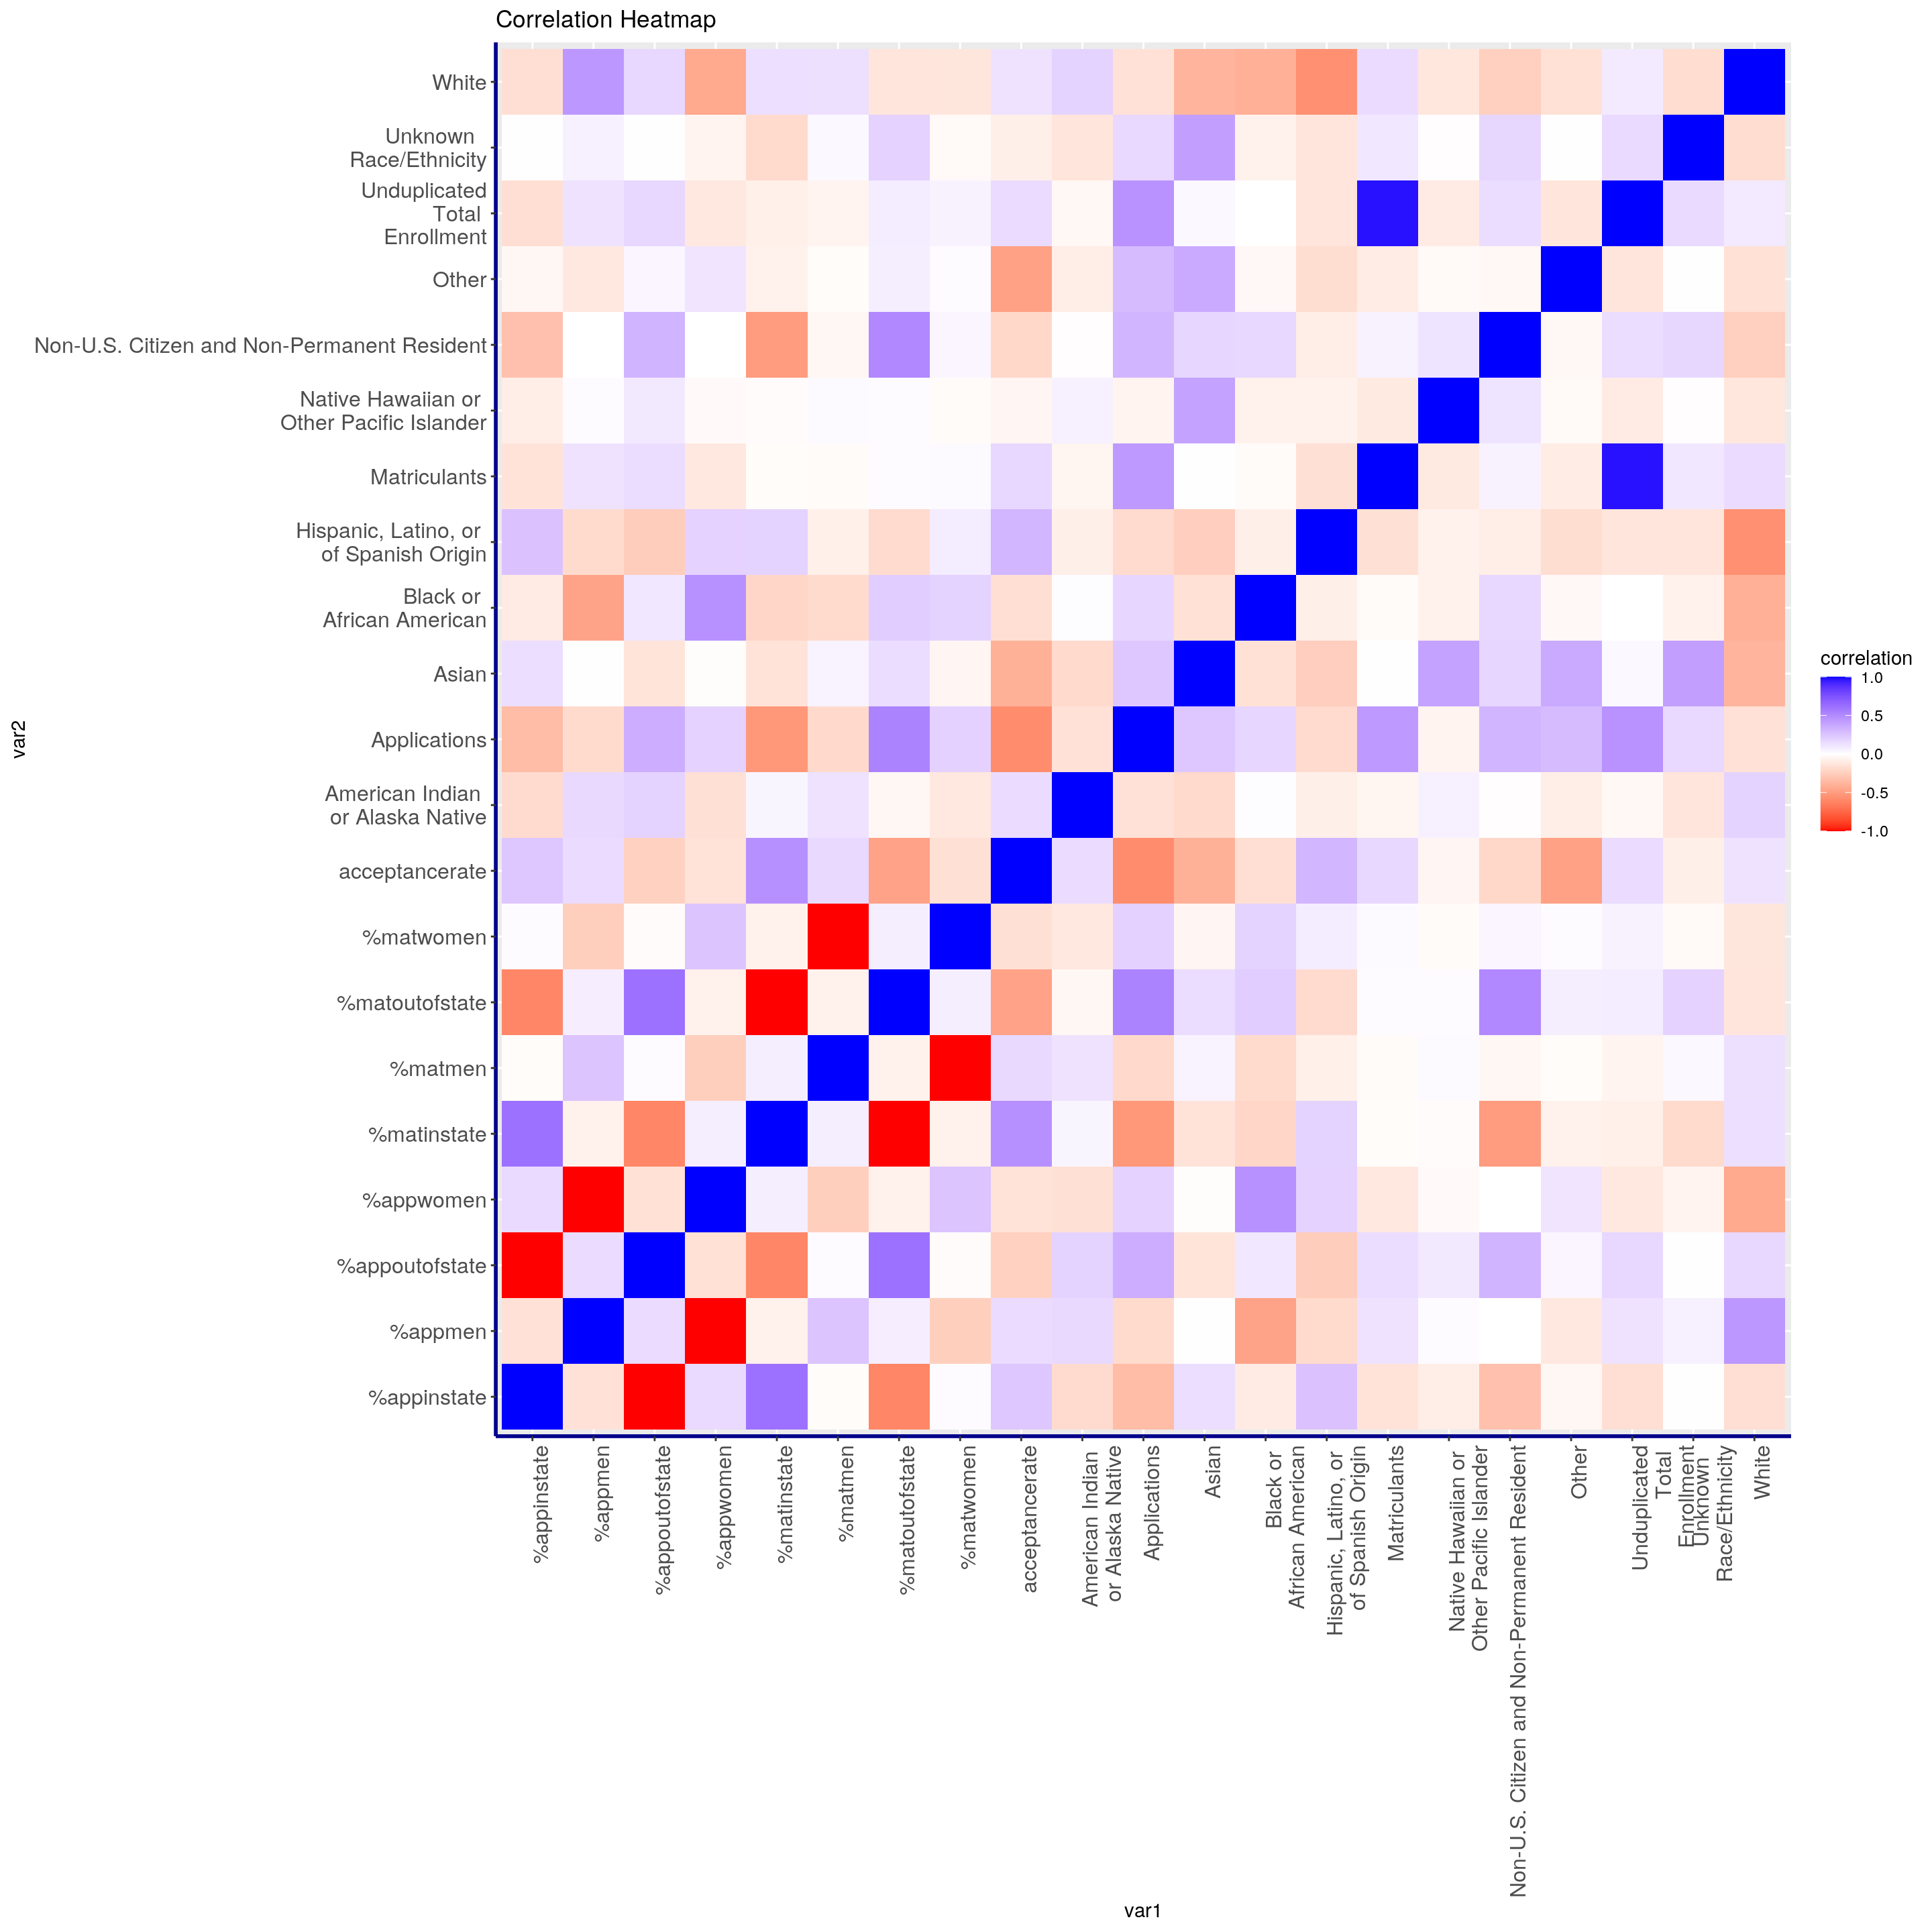 Correlation Heatmap
White
Unknown
Race/Ethnicity
Unduplicated
Total
Enrollment
Other
Non-U.S. Citizen and Non-Permanent Resident
Native Hawaiian or
Other Pacific Islander
Matriculants
Hispanic, Latino, or
of Spanish Origin
Black or
African American
Asian
Applications
American Indian
or Alaska Native
acceptancerate
%matwomen
%matoutofstate
%matmen
%matinstate
%appwomen
%appoutofstate
%appmen
%appinstate
var2
%appinstate
%appmen
%appoutofstate
%appwomen
%matinstate
%matmen
%matoutofstate
%matwomen
acceptancerate
American Indian
or Alaska Native
Applications
Asian
Black or
African American
Hispanic, Latino, or
of Spanish Origin
Matriculants
Native Hawaiian or
Other Pacific Islander
Non-U.S. Citizen and Non-Permanent Resident
Other
Unduplicated
Total
Enrollment
Unknown
Race/Ethnicity
White
var1
correlation
1.0
0.5
0.0
-0.5
-1.0